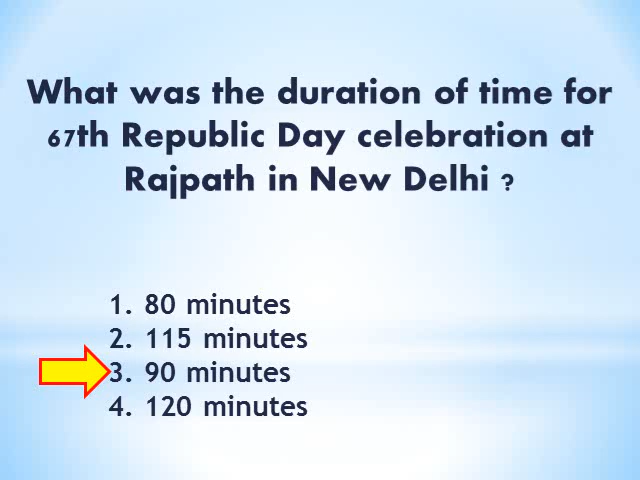 What was the duration of time for
67th Republic Day celebration at
Rajpath in New Delhi ?
1. 80 minutes
2. 115 minutes
3. 90 minutes
4. 120 minutes